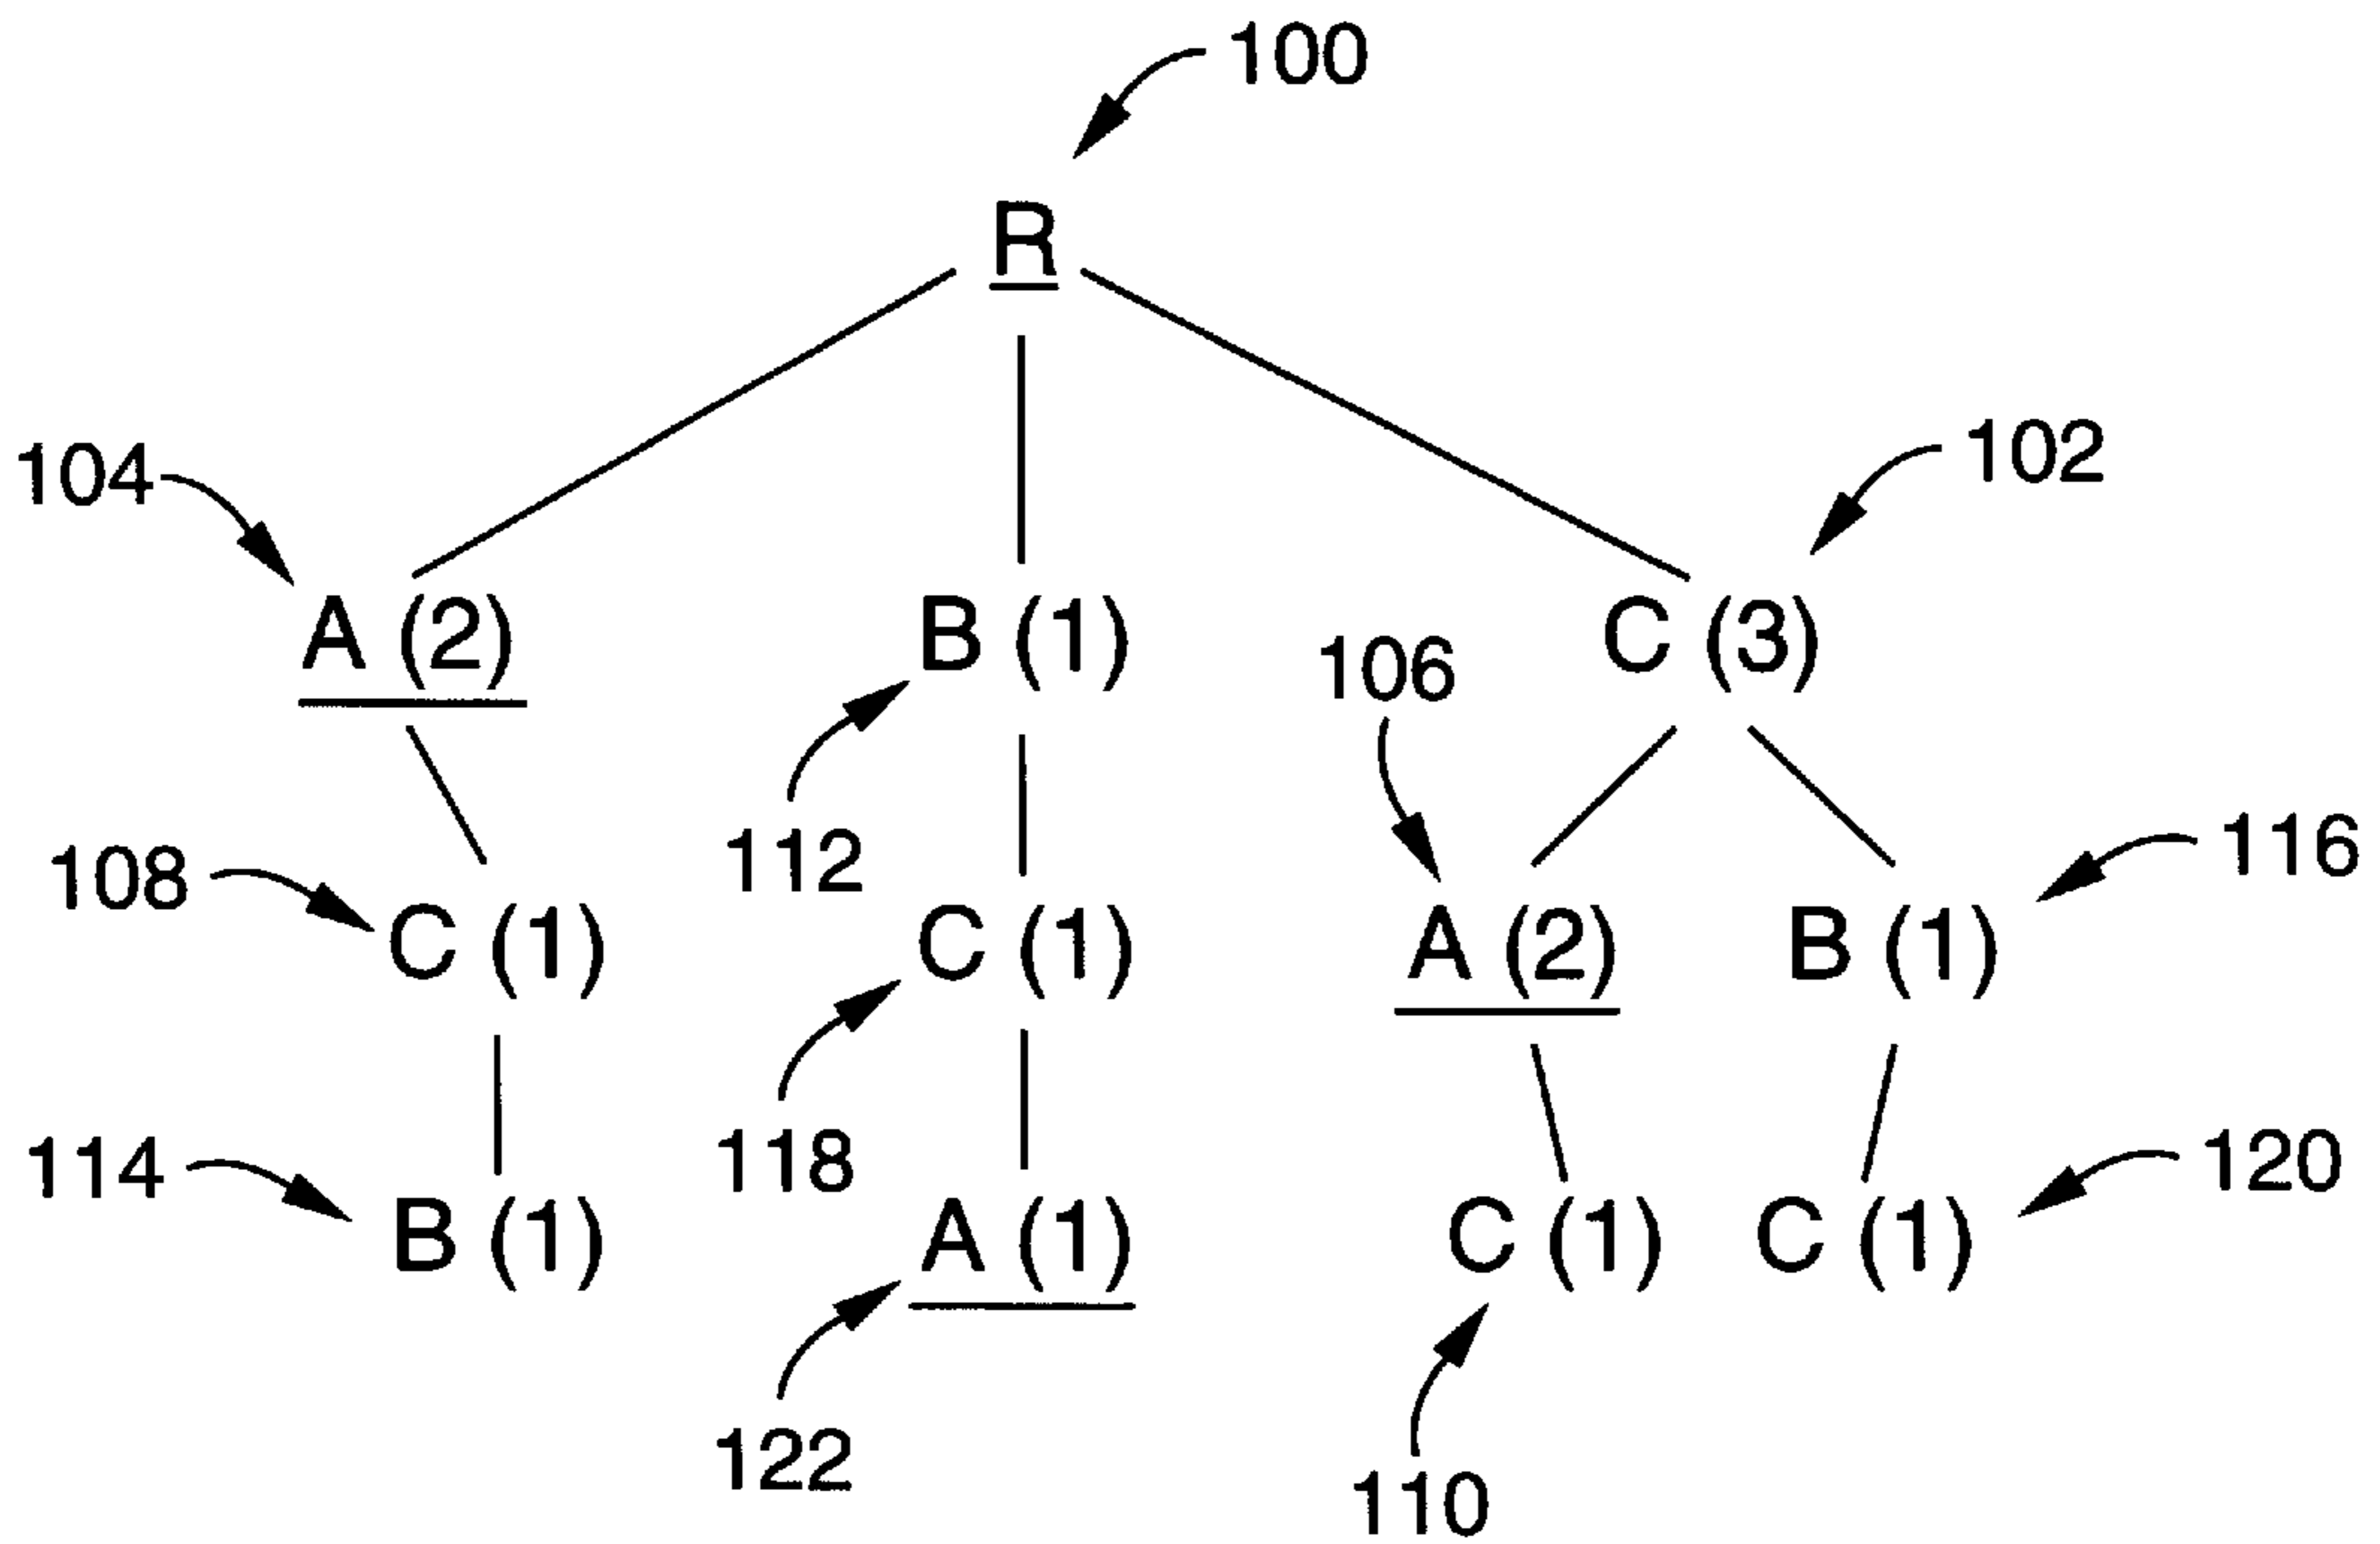 100
R
104
102
A (2)
B (1)
C (3)
106
112
116
108
C (1)
C (1)
A (2)
B (1)
114
118
120
B (1)
A (1)
C (1)
C (1)
122
110